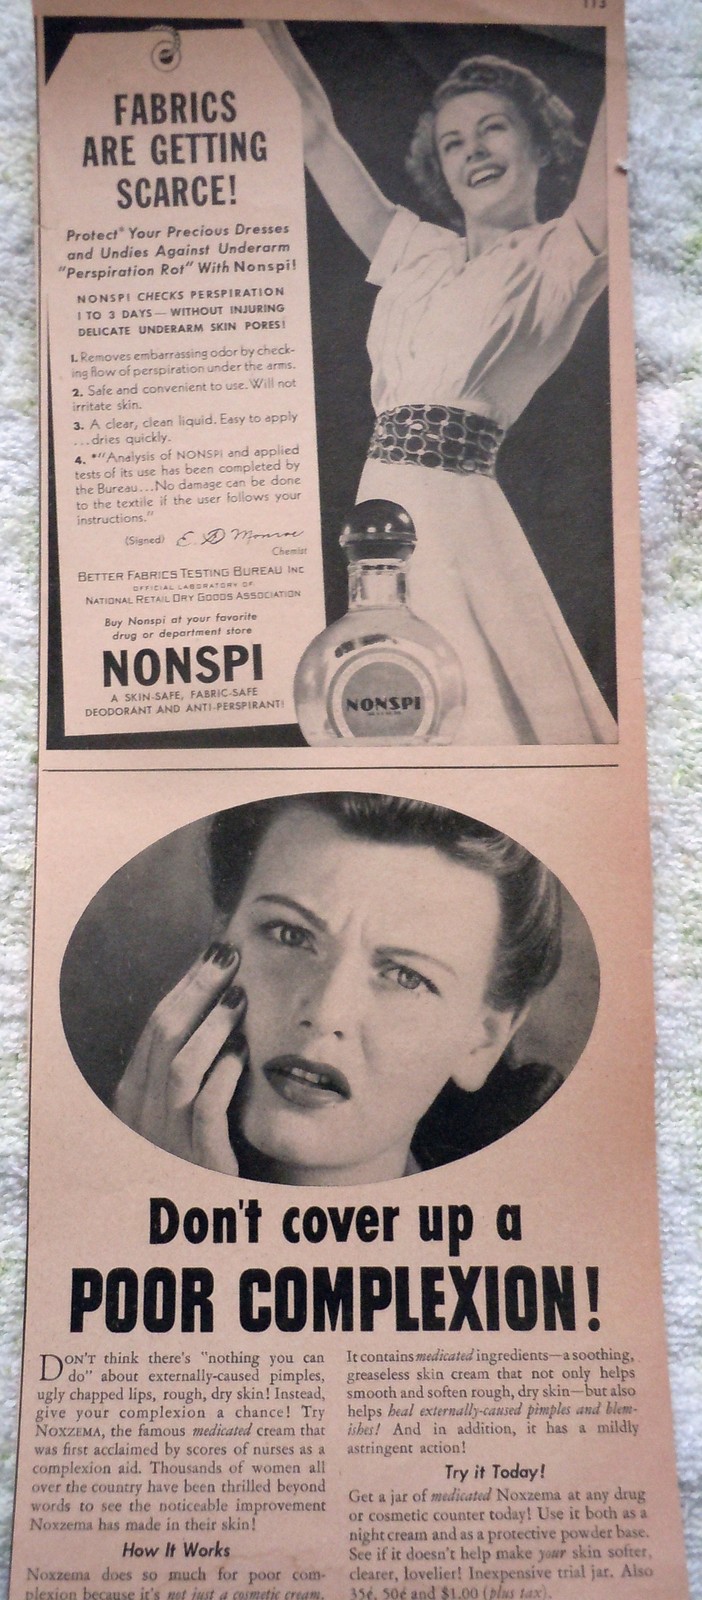 113
FABRICS
ARE GETTING
SCARCE!
Protect* Your Precious Dresses
and Undies Against Underarm
"Perspiration Rot" With Nonspi!
NONSPI CHECKS PERSPIRATION
1 TO 3 DAYS — WITHOUT INJURING
DELICATE UNDERARM SKIN PORES!
1. Removes embarrassing odor by check-
ing flow of perspiration under the arms.
2. Safe and convenient to use. Will not
irritate skin.
3. A clear, clean liquid. Easy to apply
...dries quickly.
4. *"Analysis of NONSPI and applied
tests of its use has been completed by
the Bureau...No damage can be done
to the textile if the user follows your
instructions."
(Signed) E D Monroe
Chemist
BETTER FABRICS TESTING BUREAU INC
OFFICIAL LABORATORY OF
NATIONAL RETAIL DRY GOODS ASSOCIATION
Buy Nonspi at your favorite
drug or department store
NONSPI
A SKIN-SAFE, FABRIC-SAFE
DEODORANT AND ANTI-PERSPIRANT!
NONSPI
Don't cover up a
POOR COMPLEXION!
DON'T think there's "nothing you can
do" about externally-caused pimples,
ugly chapped lips, rough, dry skin! Instead,
give your complexion a chance! Try
NOXZEMA, the famous medicated cream that
was first acclaimed by scores of nurses as a
complexion aid. Thousands of women all
over the country have been thrilled beyond
words to see the noticeable improvement
Noxzema has made in their skin!
How It Works
Noxzema does so much for poor com-
plexion because it's not just a cosmetic cream.
It contains medicated ingredients—a soothing,
greaseless skin cream that not only helps
smooth and soften rough, dry skin—but also
helps heal externally-caused pimples and blem-
ishes! And in addition, it has a mildly
astringent action!
Try it Today!
Get a jar of medicated Noxzema at any drug
or cosmetic counter today! Use it both as a
night cream and as a protective powder base.
See if it doesn't help make your skin softer,
clearer, lovelier! Inexpensive trial jar. Also
35¢, 50¢ and $1.00 (plus tax).